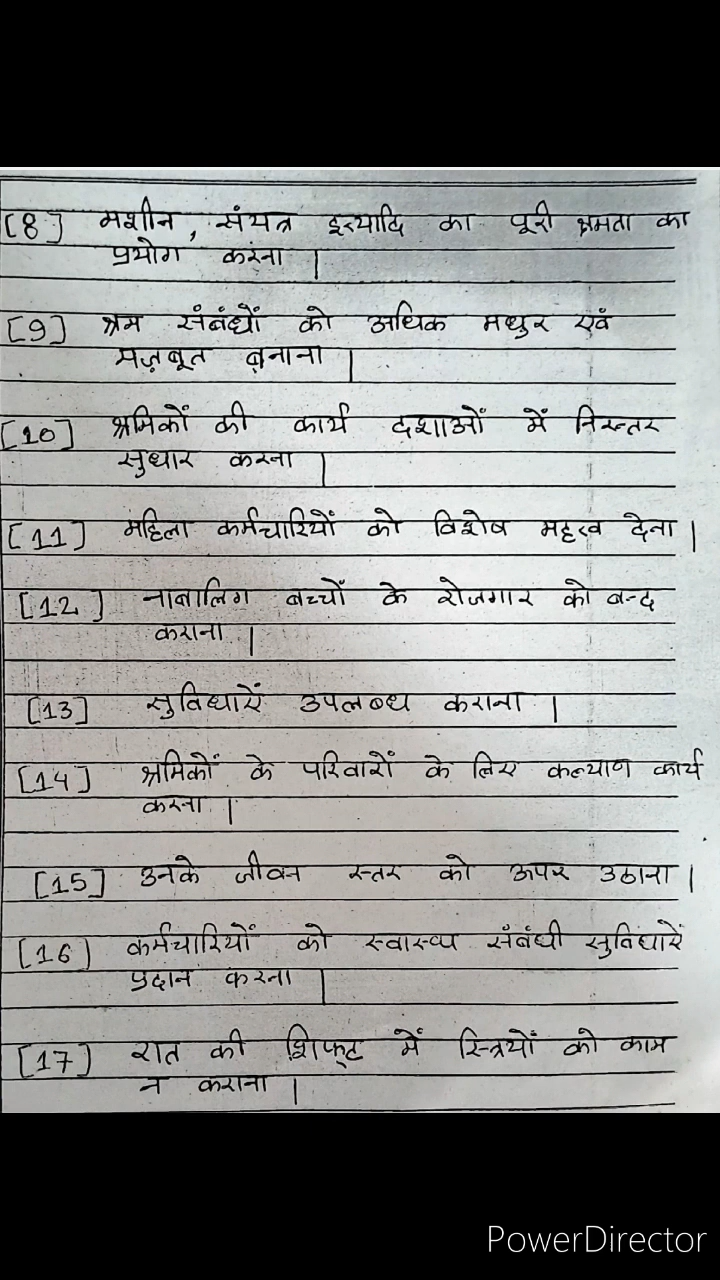 [8] मशीन, संयंत्र इत्यादि का पूरी क्षमता का
प्रयोग करना |
[9] श्रम संबंधों को अधिक मधुर एवं
मज़बूत बनाना |
[10] श्रमिकों की कार्य दशाओं में निरन्तर
सुधार करना |
[11] महिला कर्मचारियों को विशेष महत्व देना |
[12] नाबालिग बच्चों के रोजगार को बन्द
कराना |
[13] सुविधाएें उपलब्ध कराना |
[14] श्रमिकों के परिवारों के लिए कल्याण कार्य
करना |
[15] उनके जीवन स्तर को ऊपर उठाना |
[16] कर्मचारियों को स्वास्थ्य संबंधी सुविधाएें
प्रदान करना |
[17] रात की शिफ्ट में स्त्रियों को काम
न कराना |
PowerDirector